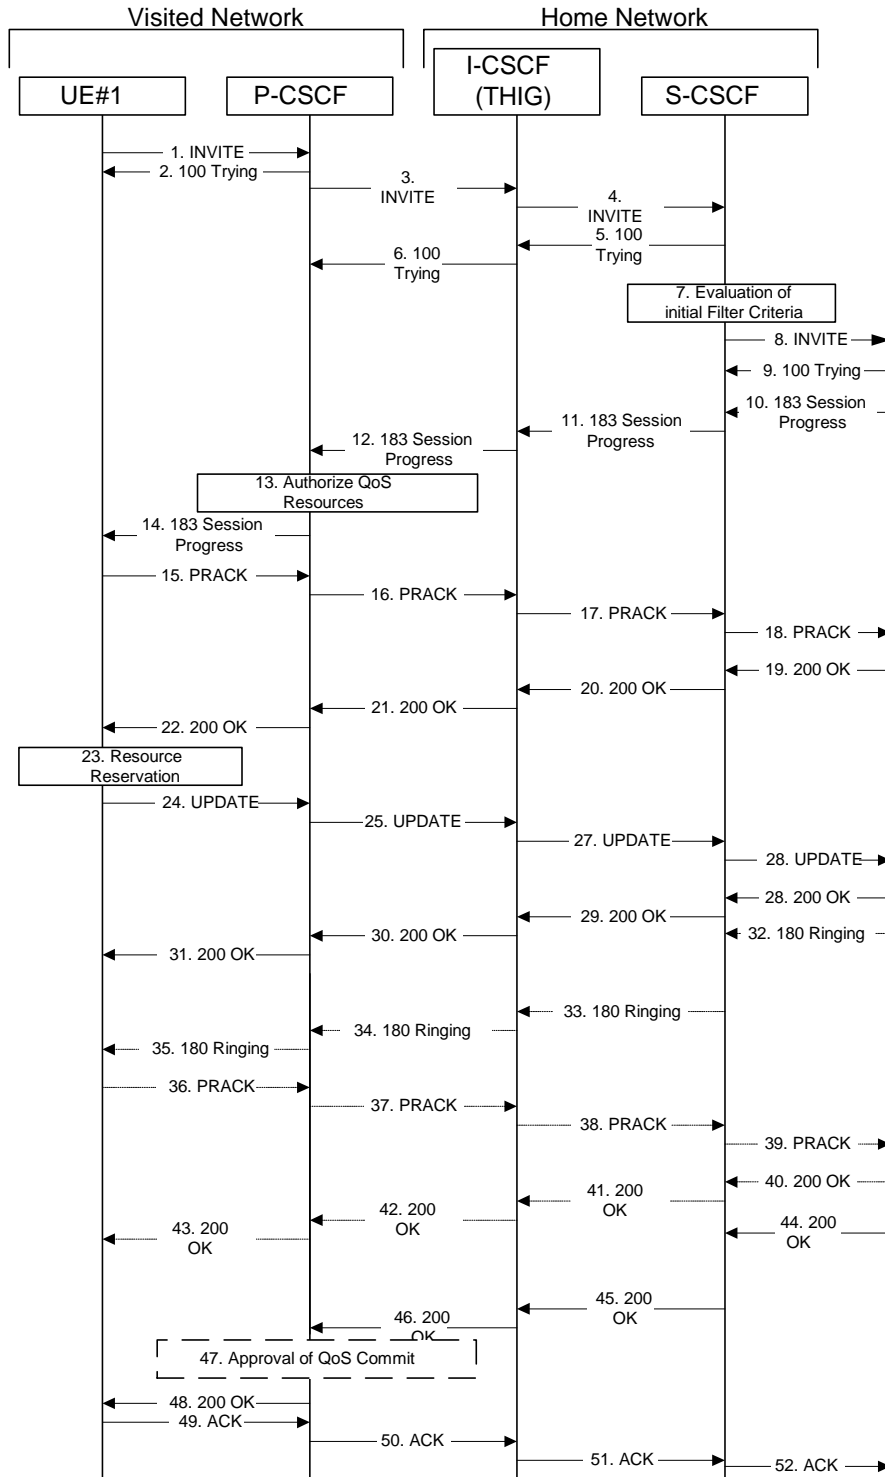 Visited Network
Home Network
UE#1
P-CSCF
I-CSCF
(THIG)
S-CSCF
1. INVITE
2. 100 Trying
3.
INVITE
4.
INVITE
5. 100
Trying
6. 100
Trying
7. Evaluation of
initial Filter Criteria
8. INVITE
9. 100 Trying
10. 183 Session
Progress
11. 183 Session
Progress
12. 183 Session
Progress
13. Authorize QoS
Resources
14. 183 Session
Progress
15. PRACK
16. PRACK
17. PRACK
18. PRACK
19. 200 OK
20. 200 OK
21. 200 OK
22. 200 OK
23. Resource
Reservation
24. UPDATE
25. UPDATE
27. UPDATE
28. UPDATE
28. 200 OK
29. 200 OK
30. 200 OK
31. 200 OK
32. 180 Ringing
33. 180 Ringing
34. 180 Ringing
35. 180 Ringing
36. PRACK
37. PRACK
38. PRACK
39. PRACK
40. 200 OK
41. 200
OK
42. 200
OK
43. 200
OK
44. 200
OK
45. 200
OK
46. 200
OK
47. Approval of QoS Commit
48. 200 OK
49. ACK
50. ACK
51. ACK
52. ACK